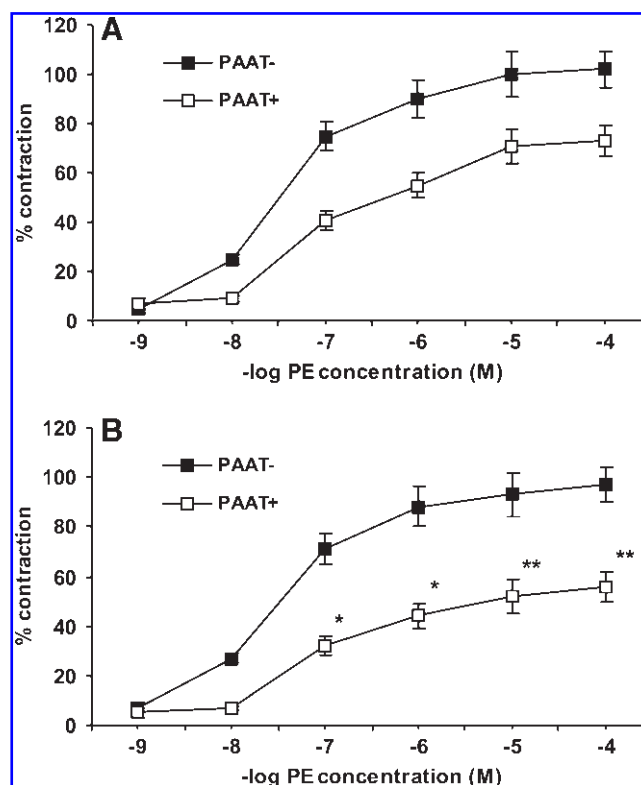 A
PAAT-
PAAT+
120
100
80
60
40
20
0
% contraction
-9 -8 -7 -6 -5 -4
-log PE concentration (M)
B
PAAT-
PAAT+
120
100
80
60
40
20
0
% contraction
* * ** **
-9 -8 -7 -6 -5 -4
-log PE concentration (M)